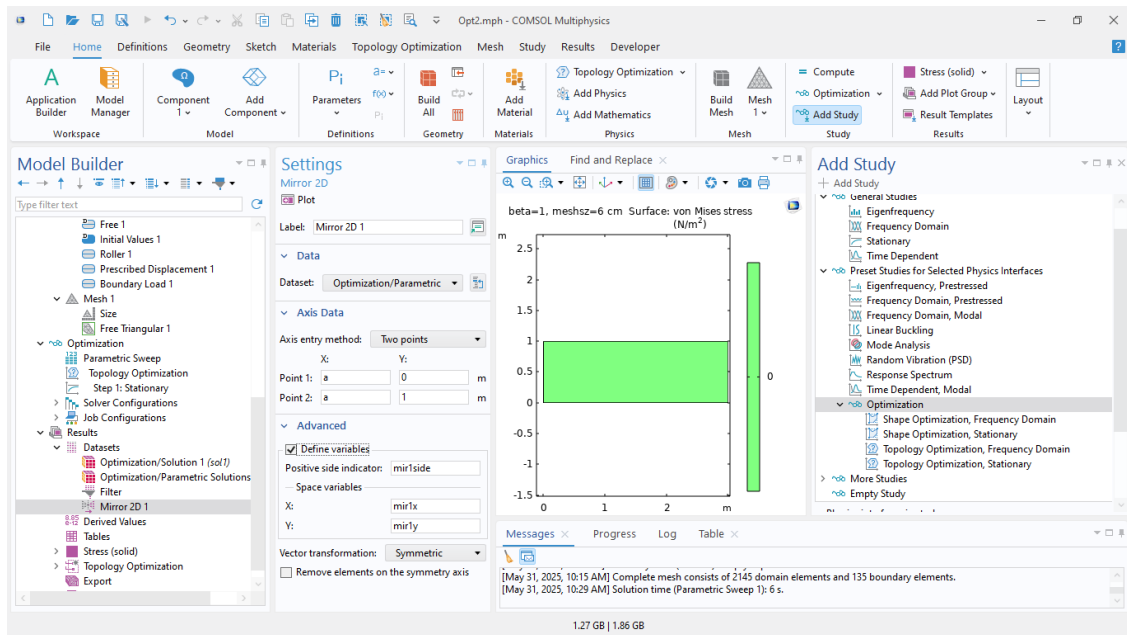 Opt2.mph - COMSOL Multiphysics
File Home Definitions Geometry Sketch Materials Topology Optimization Mesh Study Results Developer
Application Builder
Model Manager
Workspace
Component 1
Add Component
Model
Pi
Parameters
a=
f(x)
Pi
Definitions
Build All
Geometry
Add Material
Materials
Topology Optimization
Add Physics
Add Mathematics
Physics
Build Mesh
Mesh 1
Mesh
= Compute
Optimization
Add Study
Study
Stress (solid)
Add Plot Group
Result Templates
Results
Layout
Model Builder
Type filter text
Free 1
Initial Values 1
Roller 1
Prescribed Displacement 1
Boundary Load 1
Mesh 1
Size
Free Triangular 1
Optimization
Parametric Sweep
Topology Optimization
Step 1: Stationary
Solver Configurations
Job Configurations
Results
Datasets
Optimization/Solution 1 (sol1)
Optimization/Parametric Solutions
Filter
Mirror 2D 1
Derived Values
Tables
Stress (solid)
Topology Optimization
Export
Settings
Mirror 2D
Plot
Label: Mirror 2D 1
Data
Dataset: Optimization/Parametric
Axis Data
Axis entry method: Two points
X: Y:
Point 1: a 0 m
Point 2: a 1 m
Advanced
Define variables
Positive side indicator: mir1side
Space variables
X: mir1x
Y: mir1y
Vector transformation: Symmetric
Remove elements on the symmetry axis
Graphics Find and Replace
beta=1, meshsz=6 cm Surface: von Mises stress
(N/m²)
m
2.5
2
1.5
1
0.5
0
-0.5
-1
-1.5
0 1 2 m
0
Messages Progress Log Table
[May 31, 2025, 10:15 AM] Complete mesh consists of 2145 domain elements and 135 boundary elements.
[May 31, 2025, 10:29 AM] Solution time (Parametric Sweep 1): 6 s.
Add Study
Add Study
General Studies
Eigenfrequency
Frequency Domain
Stationary
Time Dependent
Preset Studies for Selected Physics Interfaces
Eigenfrequency, Prestressed
Frequency Domain, Prestressed
Frequency Domain, Modal
Linear Buckling
Mode Analysis
Random Vibration (PSD)
Response Spectrum
Time Dependent, Modal
Optimization
Shape Optimization, Frequency Domain
Shape Optimization, Stationary
Topology Optimization, Frequency Domain
Topology Optimization, Stationary
More Studies
Empty Study
1.27 GB | 1.86 GB